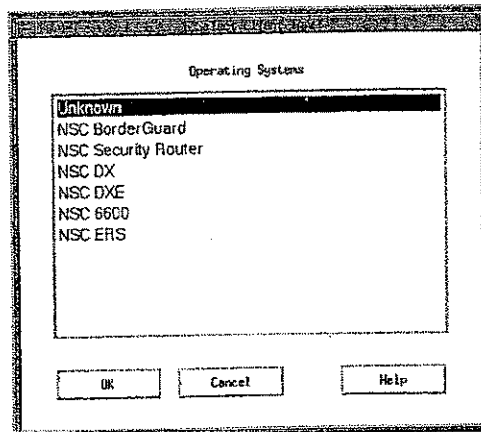 Operating Systems
Unknown
NSC BorderGuard
NSC Security Router
NSC DX
NSC DXE
NSC 6600
NSC ERS
OK
Cancel
Help